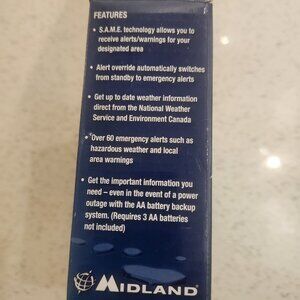 FEATURES
• S.A.M.E. technology allows you to
receive alerts/warnings for your
designated area
• Alert override automatically switches
from standby to emergency alerts
• Get up to date weather information
direct from the National Weather
Service and Environment Canada
• Over 60 emergency alerts such as
hazardous weather and local
area warnings
• Get the important information you
need – even in the event of a power
outage with the AA battery backup
system. (Requires 3 AA batteries
not included)
MIDLAND